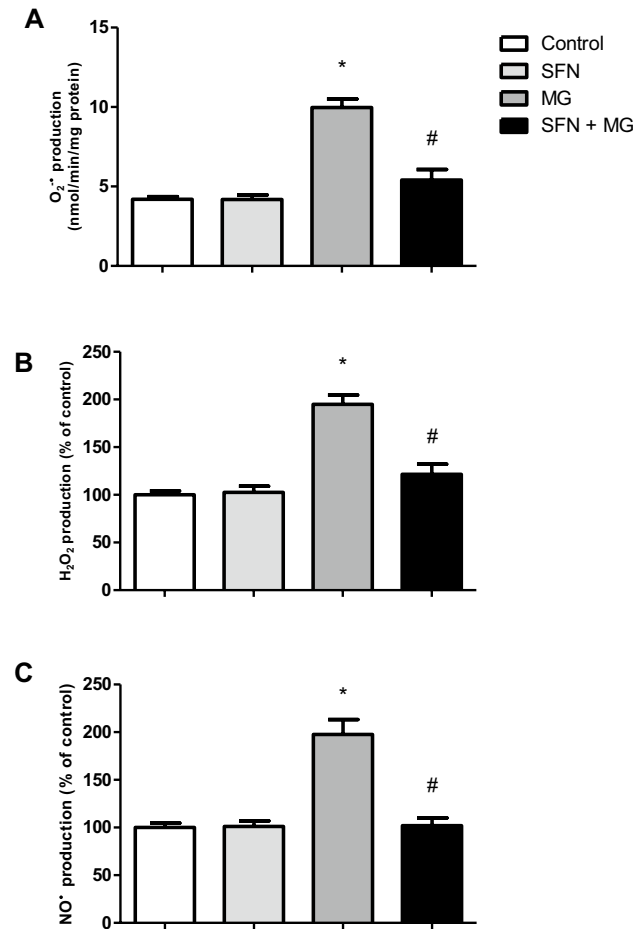 A
O₂⁻• production
(nmol/min/mg protein)
15
10
5
0
*
#
Control
SFN
MG
SFN + MG
B
H₂O₂ production (% of control)
250
200
150
100
50
0
*
#
C
NO• production (% of control)
250
200
150
100
50
0
*
#